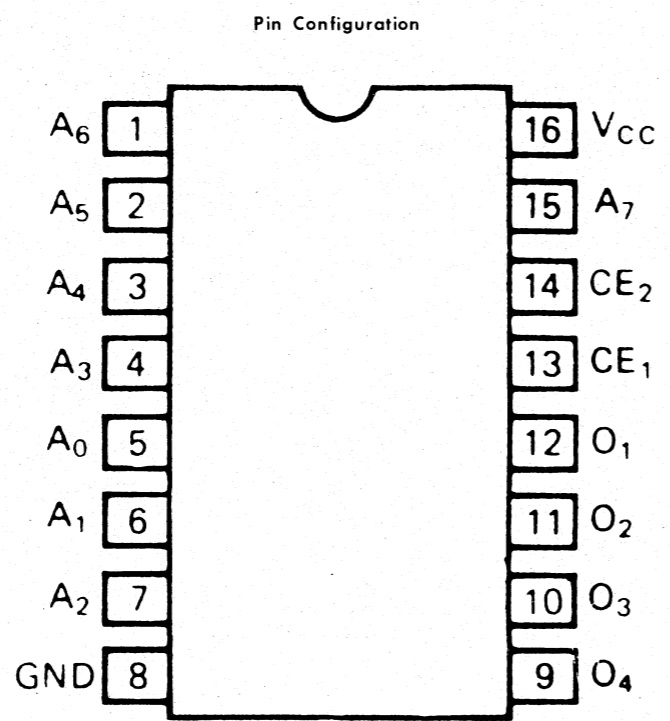 Pin Configuration
A6 1 16 VCC
A5 2 15 A7
A4 3 14 CE2
A3 4 13 CE1
A0 5 12 O1
A1 6 11 O2
A2 7 10 O3
GND 8 9 O4